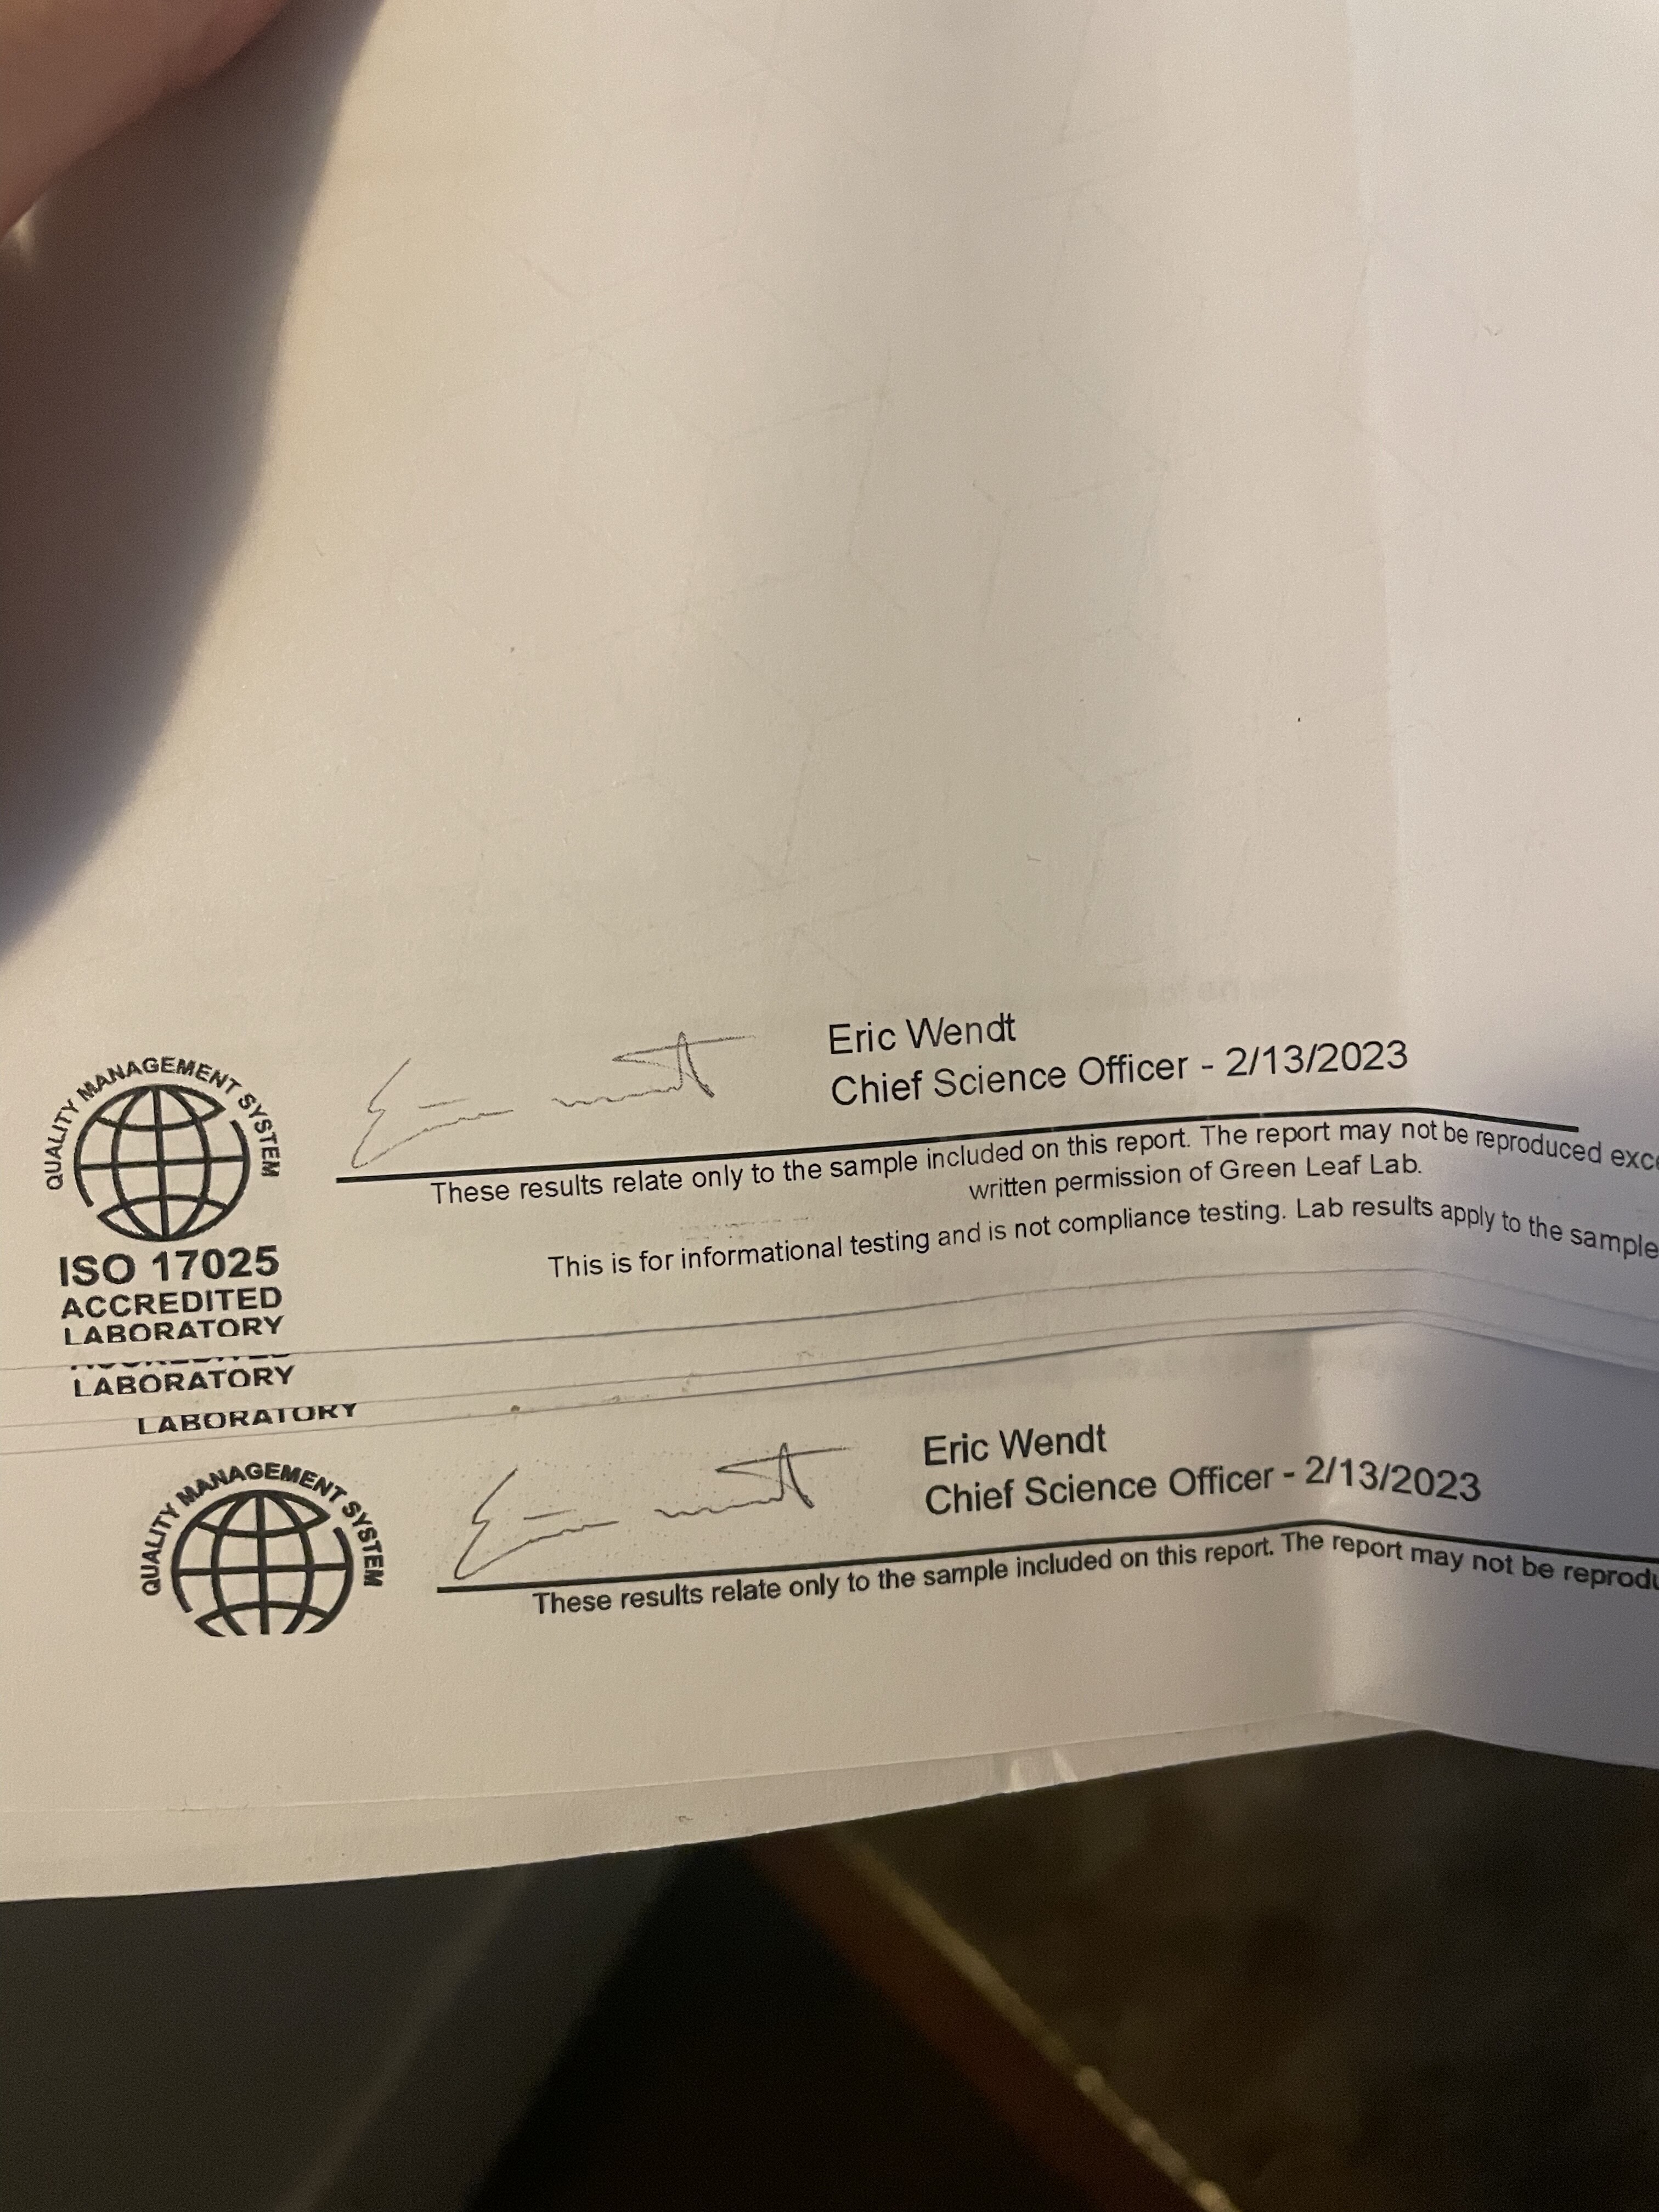 Eric Wendt
Chief Science Officer - 2/13/2023
QUALITY MANAGEMENT SYSTEM
ISO 17025
ACCREDITED
LABORATORY
These results relate only to the sample included on this report. The report may not be reproduced
written permission of Green Leaf Lab.
This is for informational testing and is not compliance testing. Lab results apply to the sample
LABORATORY
LABORATORY
Eric Wendt
Chief Science Officer - 2/13/2023
QUALITY MANAGEMENT SYSTEM
These results relate only to the sample included on this report. The report may not be